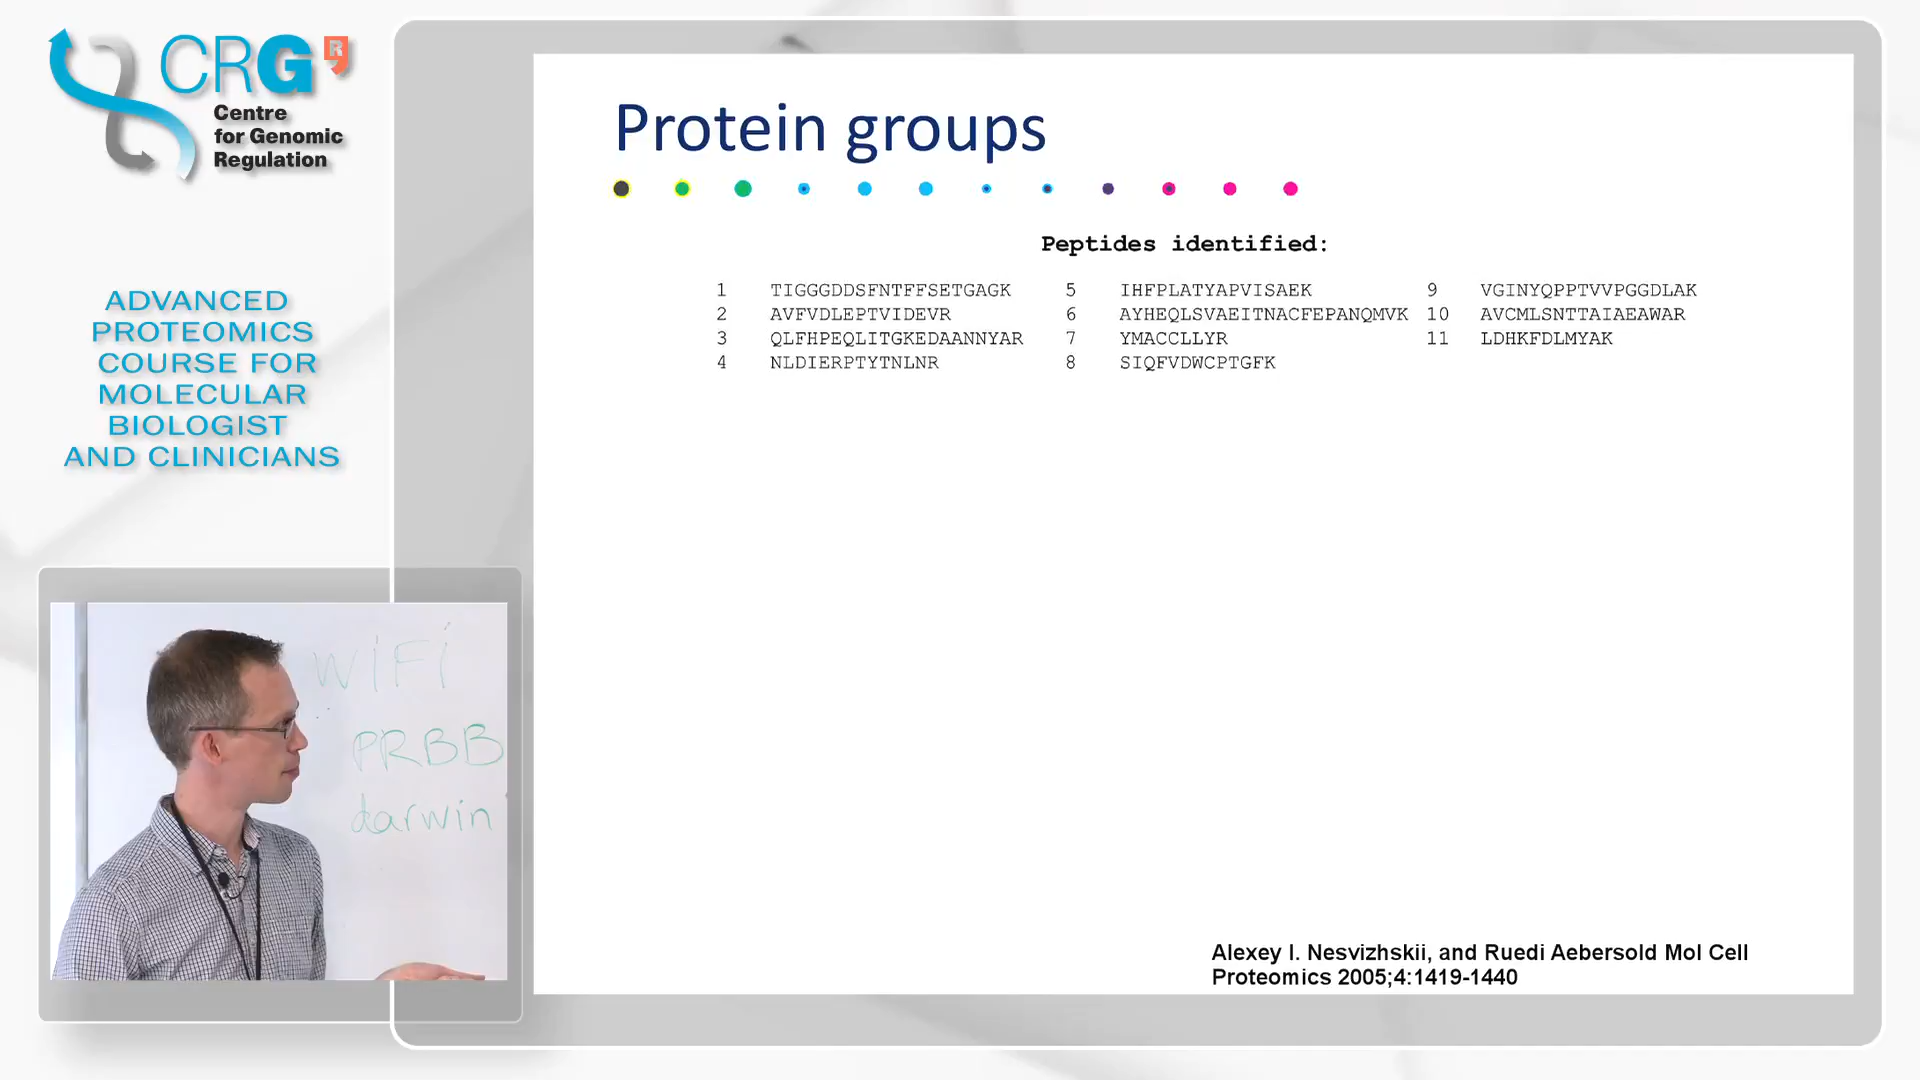 CRG
Centre
for Genomic
Regulation
ADVANCED
PROTEOMICS
COURSE FOR
MOLECULAR
BIOLOGIST
AND CLINICIANS
Protein groups
Peptides identified:
1 TIGGGDDSFNTFFSETGAGK 5 IHFPLATYAPVISAEK 9 VGINYQPPTVVPGGDLAK
2 AVFVDLEPTVIDEVR 6 AYHEQLSVAEITNACFEPANQMVK 10 AVCMLSNTTAIAEAWAR
3 QLFHPEQLITGKEDAANNYAR 7 YMACCLLYR 11 LDHKFDLMYAK
4 NLDIERPTYTNLNR 8 SIQFVDWCPTGFK
Alexey I. Nesvizhskii, and Ruedi Aebersold Mol Cell
Proteomics 2005;4:1419-1440
WiFi
PRBB
darwin